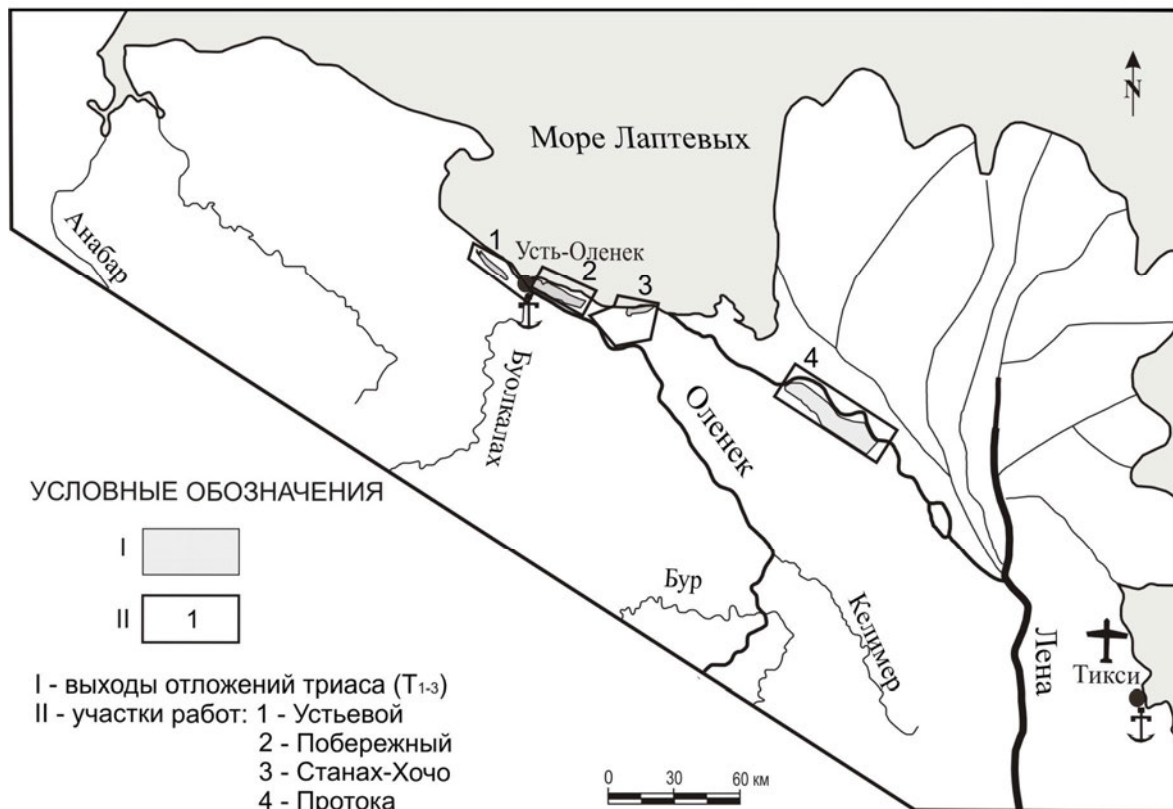 N
Море Лаптевых
Анабар
1
Усть-Оленек
2
3
4
Буолкалах
Оленек
УСЛОВНЫЕ ОБОЗНАЧЕНИЯ
I
II 1
Бур
Келимер
Лена
Тикси
I - выходы отложений триаса (Т1-3)
II - участки работ: 1 - Устьевой
2 - Побережный
3 - Станах-Хочо
4 - Протока
0 30 60 км